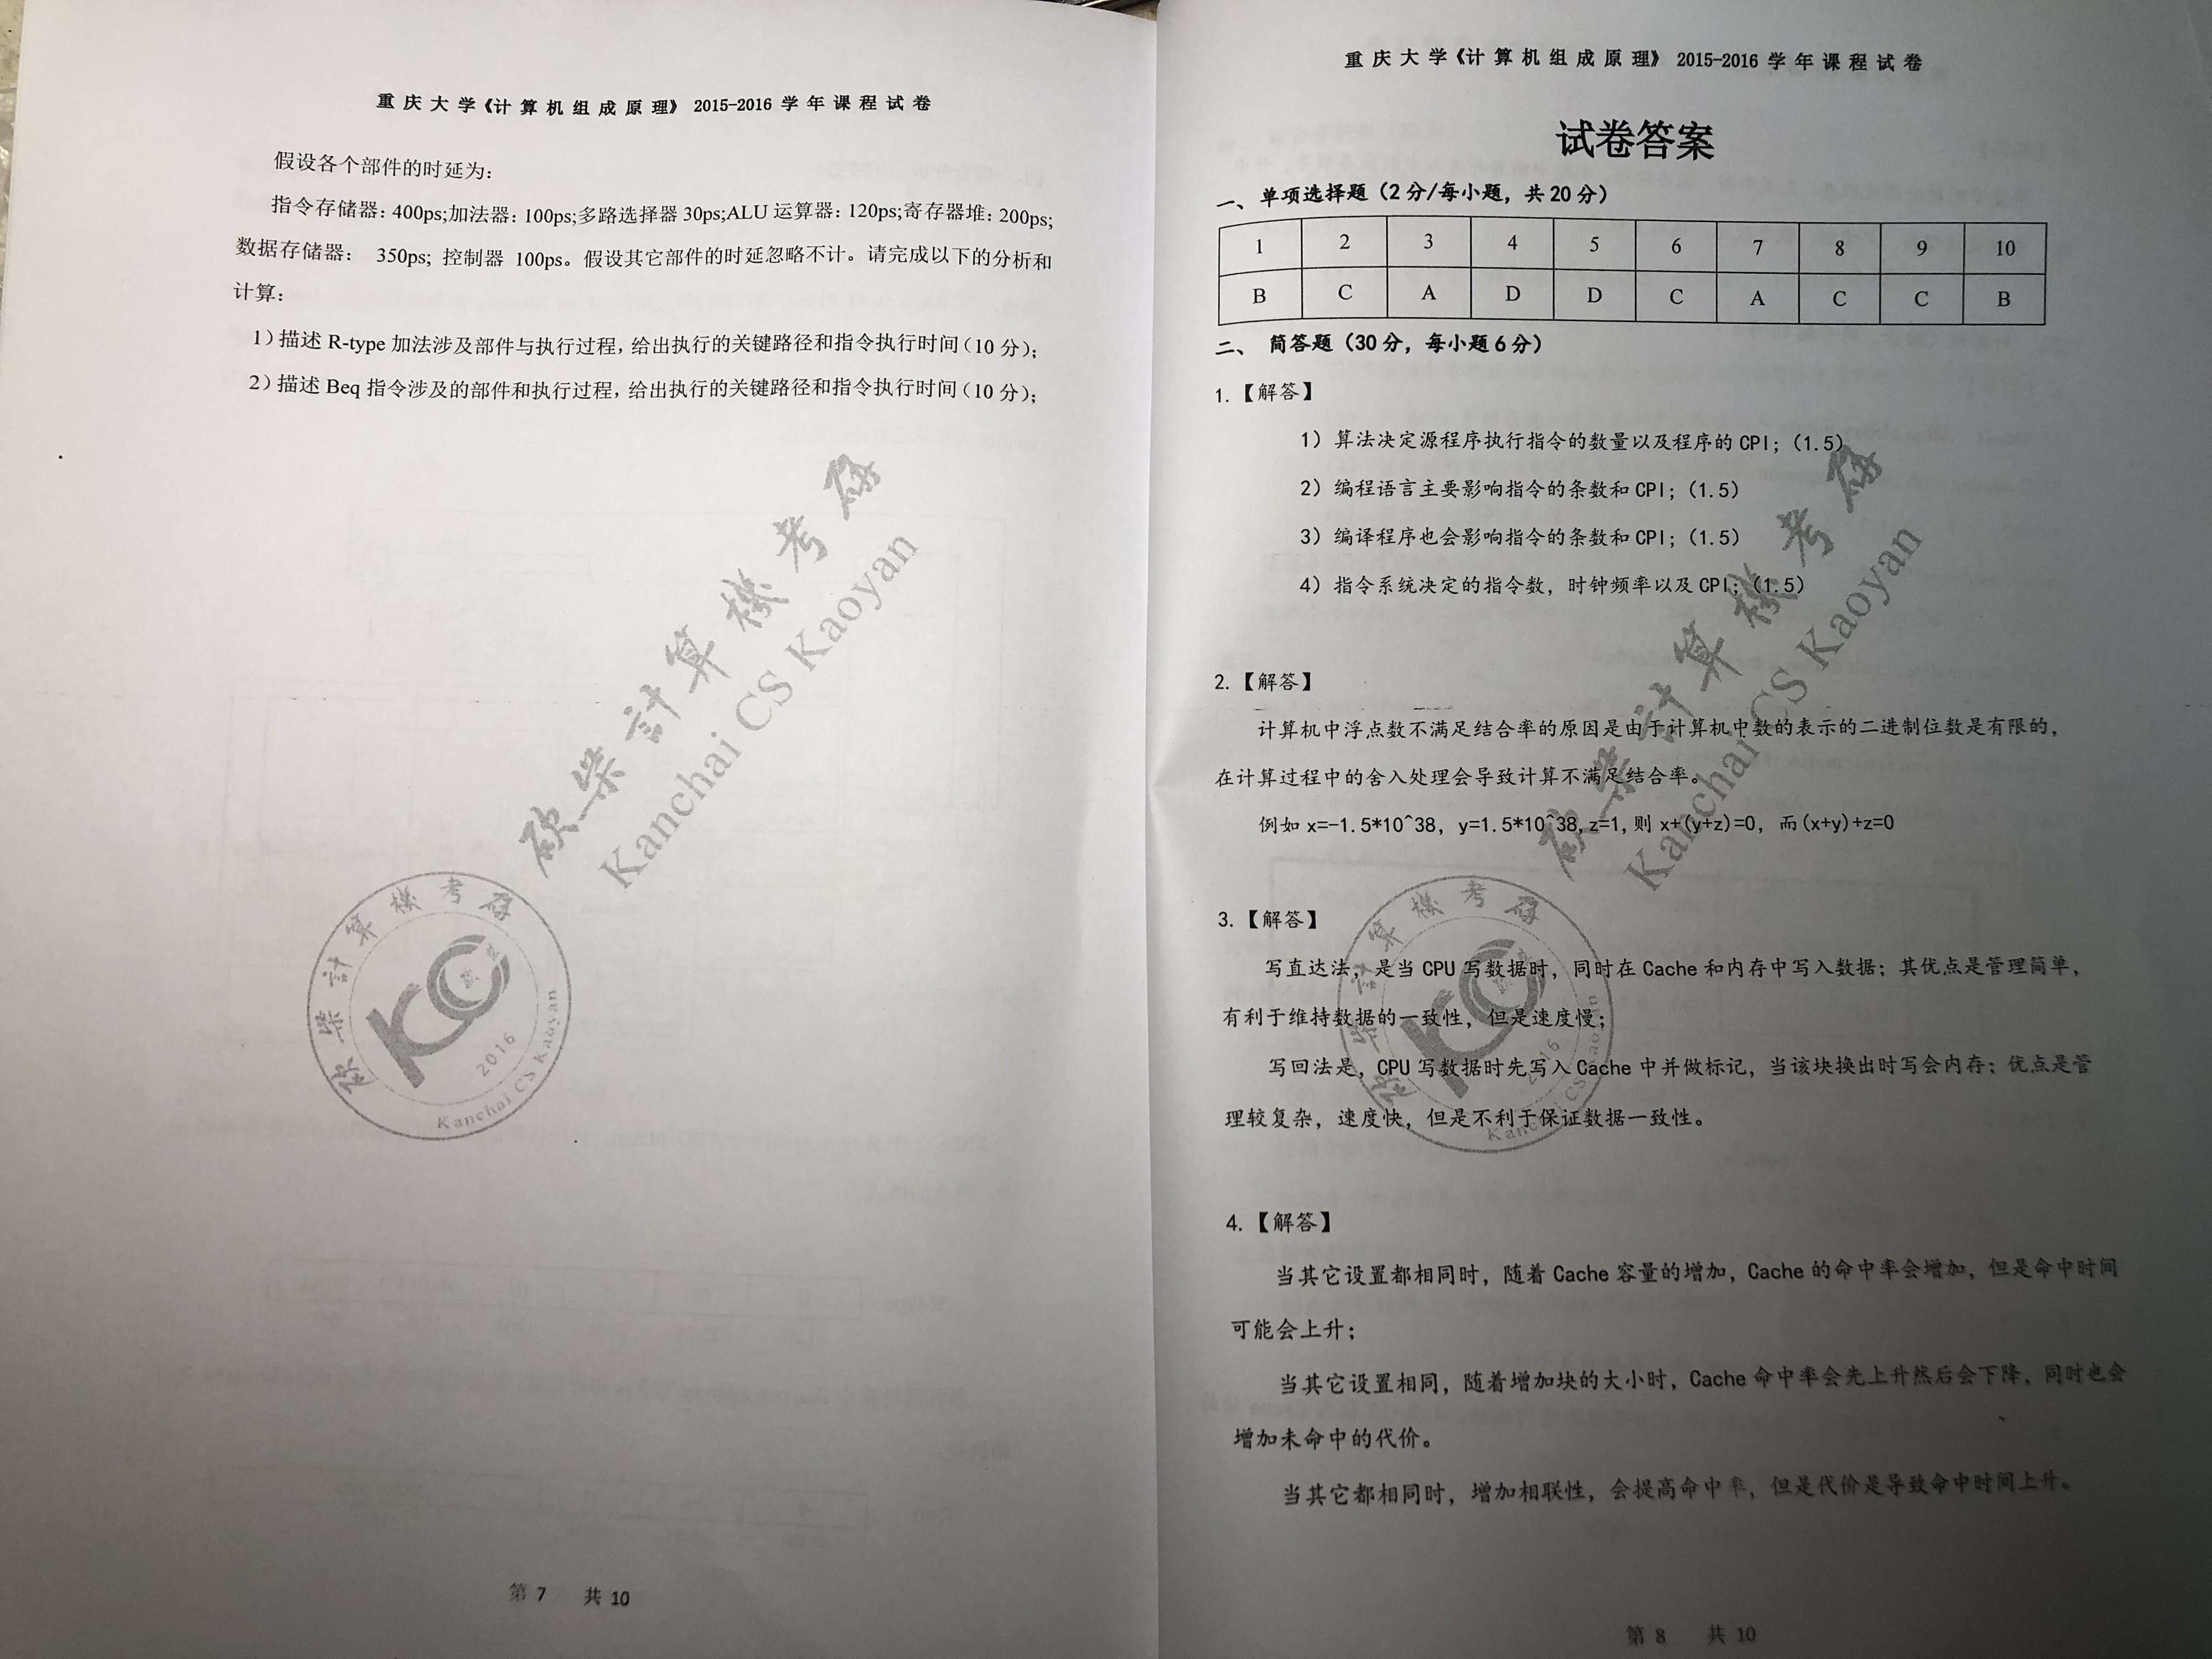 重庆大学《计算机组成原理》 2015-2016 学年课程试卷
假设各个部件的时延为:
指令存储器: 400ps;加法器: 100ps;多路选择器 30ps;ALU 运算器: 120ps;寄存器堆: 200ps;
数据存储器: 350ps; 控制器 100ps。假设其它部件的时延忽略不计。请完成以下的分析和
计算:
1)描述 R-type 加法涉及部件与执行过程, 给出执行的关键路径和指令执行时间(10 分);
2)描述 Beq 指令涉及的部件和执行过程, 给出执行的关键路径和指令执行时间(10 分);
計算機考
Kanchai CS Kaoyan
計算機考
2016
Kanchai CS Kaoyan
第 7 共 10
重庆大学《计算机组成原理》 2015-2016 学年课程试卷
试卷答案
一、单项选择题（2 分/每小题，共 20 分）
1 2 3 4 5 6 7 8 9 10
B C A D D C A C C B
二、简答题（30 分，每小题 6 分）
1.【解答】
1）算法决定源程序执行指令的数量以及程序的 CPI;（1.5）
2）编程语言主要影响指令的条数和 CPI;（1.5）
3）编译程序也会影响指令的条数和 CPI;（1.5）
4）指令系统决定的指令数，时钟频率以及 CPI;（1.5）
2.【解答】
计算机中浮点数不满足结合率的原因是由于计算机中数的表示的二进制位数是有限的，
在计算过程中的舍入处理会导致计算不满足结合率。
例如 x=-1.5*10^38, y=1.5*10^38,z=1,则 x+(y+z)=0, 而(x+y)+z=0
3.【解答】
写直达法，是当 CPU 写数据时，同时在 Cache 和内存中写入数据；其优点是管理简单，
有利于维持数据的一致性，但是速度慢；
写回法是，CPU 写数据时先写入 Cache 中并做标记，当该块换出时写会内存；优点是管
理较复杂，速度快，但是不利于保证数据一致性。
4.【解答】
当其它设置都相同时，随着 Cache 容量的增加，Cache 的命中率会增加，但是命中时间
可能会上升；
当其它设置相同，随着增加块的大小时，Cache 命中率会先上升然后会下降，同时也会
增加未命中的代价。
当其它都相同时，增加相联性，会提高命中率，但是代价是导致命中时间上升。
計算機考
Kanchai CS Kaoyan
計算機考
2016
Kanchai CS Kaoyan
第 8 共 10